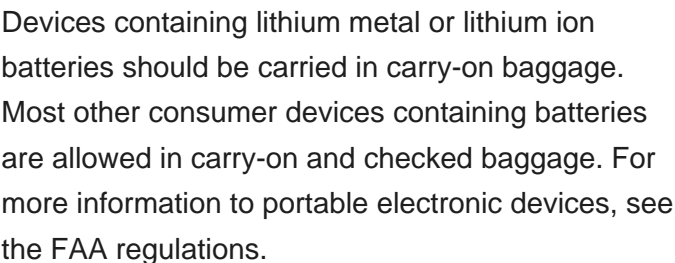 Devices containing lithium metal or lithium ion
batteries should be carried in carry-on baggage.
Most other consumer devices containing batteries
are allowed in carry-on and checked baggage. For
more information to portable electronic devices, see
the FAA regulations.